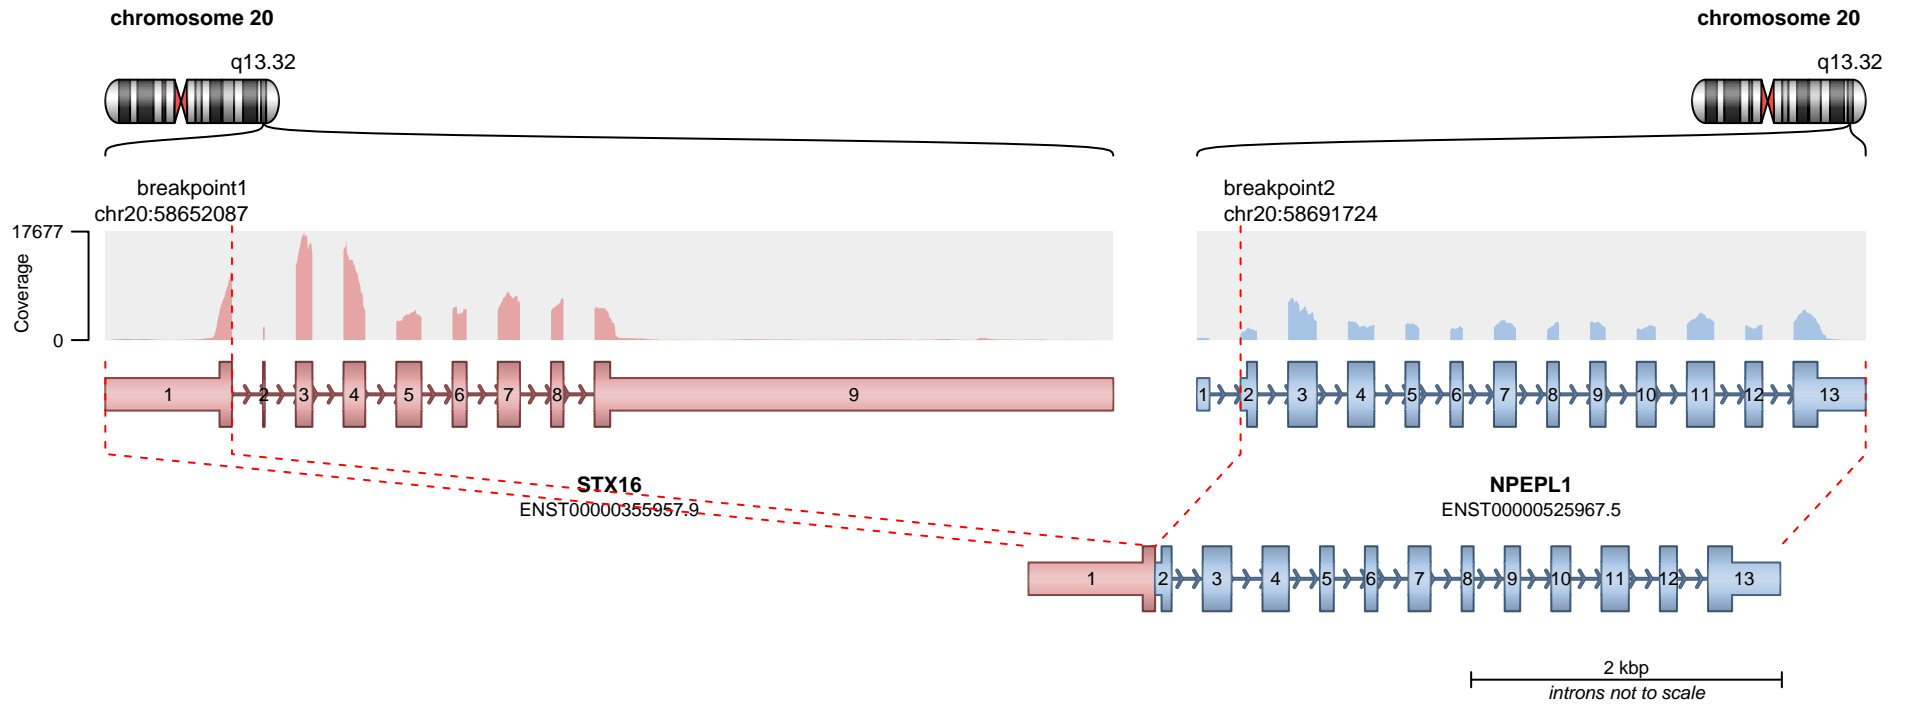 chromosome 20
chromosome 20
q13.32
q13.32
breakpoint1
chr20:58652087
breakpoint2
chr20:58691724
17677
Coverage
0
1 2 3 4 5 6 7 8 9
1 2 3 4 5 6 7 8 9 10 11 12 13
STX16
ENST00000355957.9
NPEPL1
ENST00000525967.5
1 2 3 4 5 6 7 8 9 10 11 12 13
2 kbp
introns not to scale